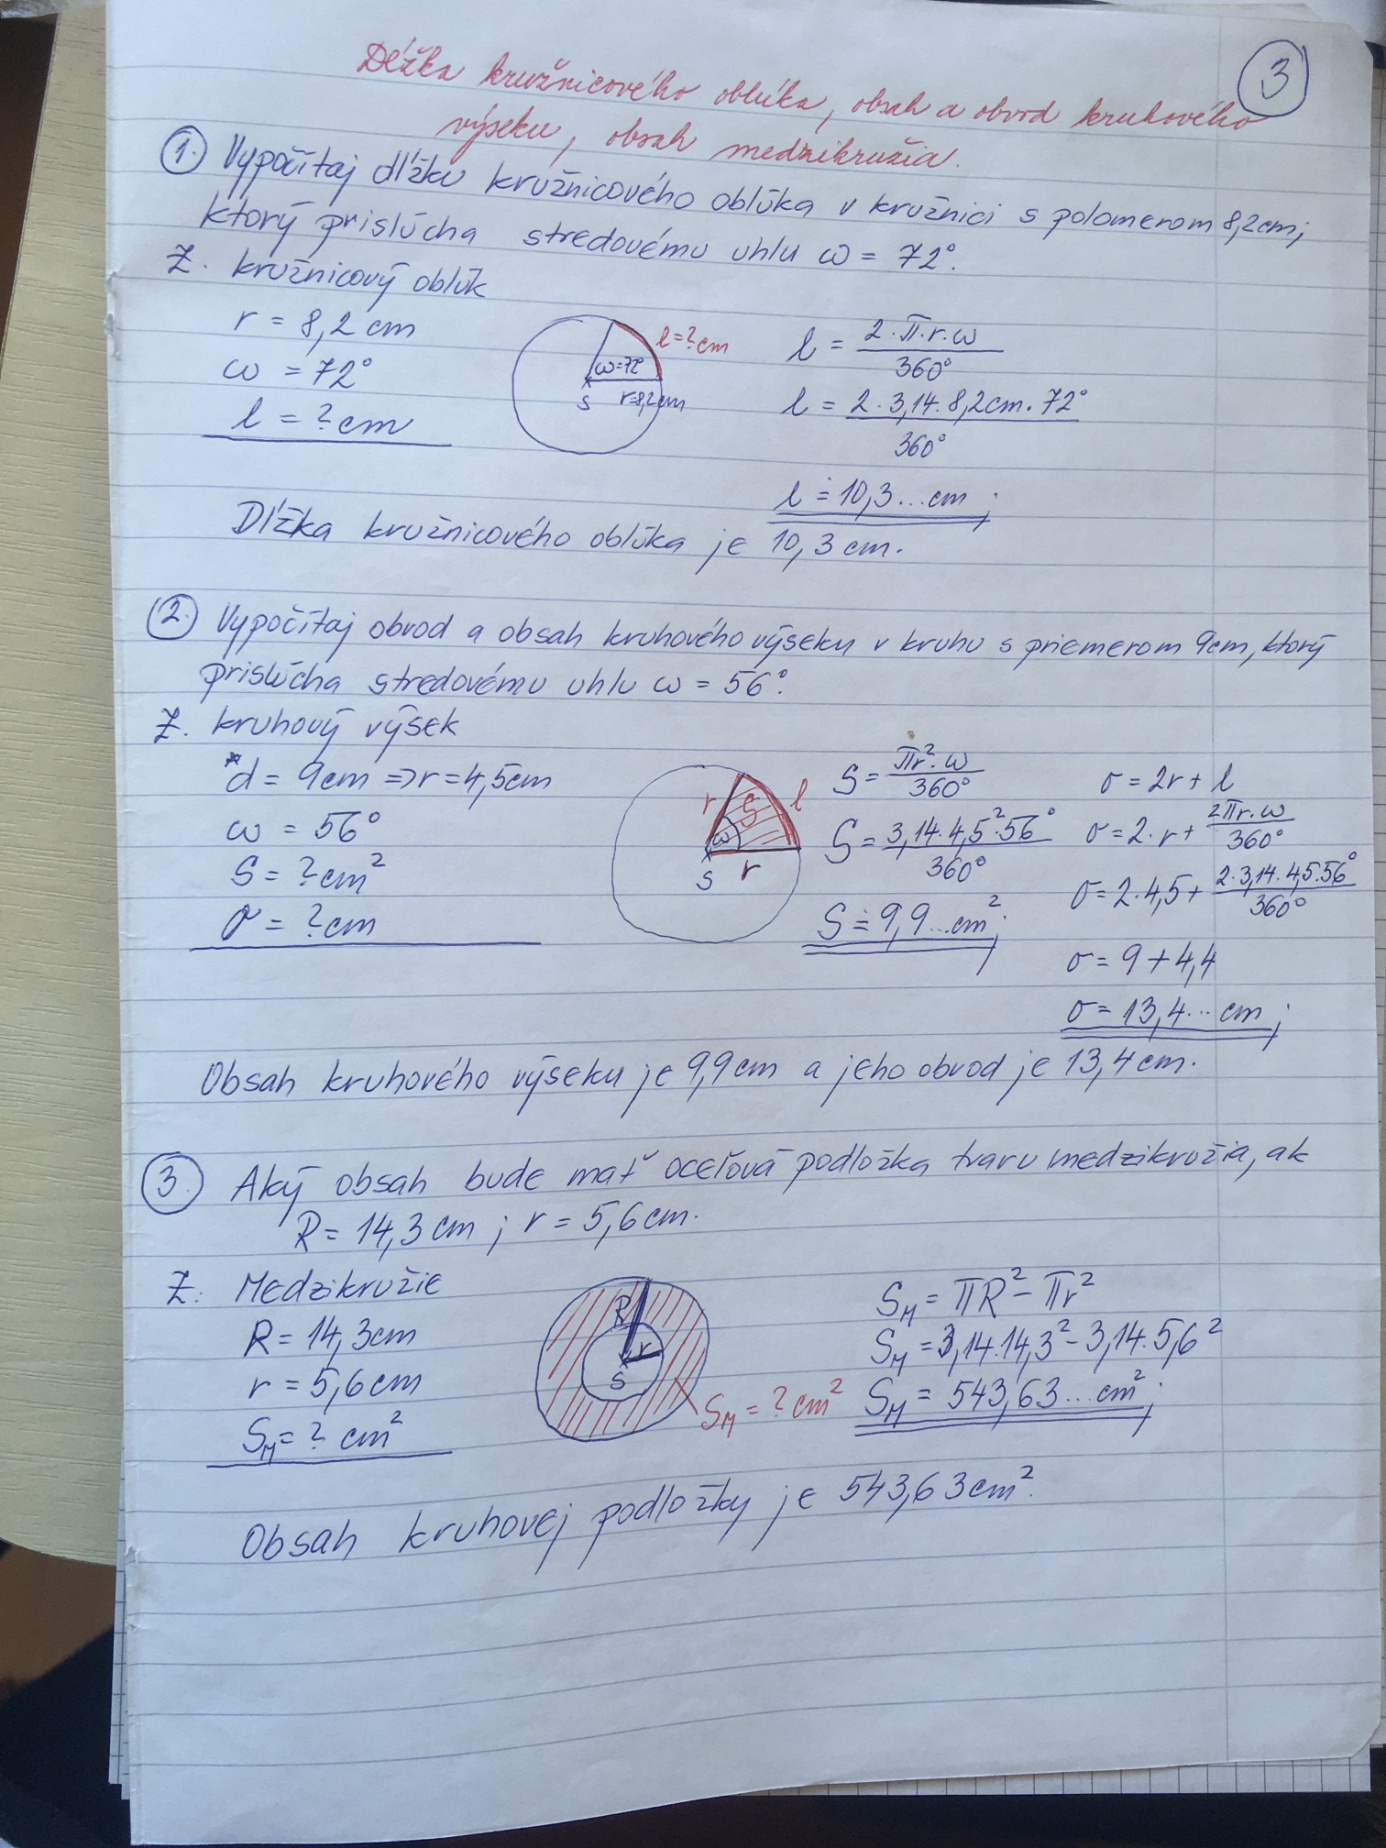 3
Dĺžka kružnicového oblúka, obsah a obvod kruhového
výseku, obsah medzikružia.
1. Vypočítaj dĺžku kružnicového oblúka v kružnici s polomerom 8,2cm;
ktorý prislúcha stredovému uhlu ω = 72°.
Z. kružnicový oblúk
r = 8,2 cm
ω = 72°
l = ? cm
l = ? cm
ω=72°
S r=8,2cm
l = 2·π·r·ω / 360°
l = 2·3,14·8,2cm·72° / 360°
l ≐ 10,3...cm;
Dĺžka kružnicového oblúka je 10,3 cm.
2. Vypočítaj obvod a obsah kruhového výseku v kruhu s priemerom 9cm, ktorý
prislúcha stredovému uhlu ω = 56°.
Z. kruhový výsek
*d = 9cm => r = 4,5cm
ω = 56°
S = ? cm²
σ = ? cm
r S l
ω
S r
S = πr²·ω / 360°
S = 3,14·4,5²·56° / 360°
S ≐ 9,9...cm²;
σ = 2r + l
σ = 2·r + 2πr·ω / 360°
σ = 2·4,5 + 2·3,14·4,5·56° / 360°
σ = 9 + 4,4
σ = 13,4... cm;
Obsah kruhového výseku je 9,9cm a jeho obvod je 13,4cm.
3. Aký obsah bude mať oceľová podložka tvaru medzikružia, ak
R = 14,3 cm; r = 5,6 cm.
Z. Medzikružie
R = 14,3cm
r = 5,6cm
Sₘ = ? cm²
R
r
S
Sₘ = ? cm²
Sₘ = πR² - πr²
Sₘ = 3,14·14,3² - 3,14·5,6²
Sₘ = 543,63... cm²;
Obsah kruhovej podložky je 543,63cm².